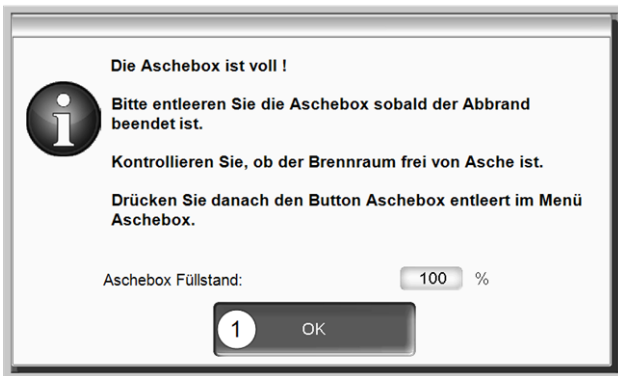 Die Aschebox ist voll !
Bitte entleeren Sie die Aschebox sobald der Abbrand
beendet ist.
Kontrollieren Sie, ob der Brennraum frei von Asche ist.
Drücken Sie danach den Button Aschebox entleert im Menü
Aschebox.
Aschebox Füllstand: 100 %
1 OK